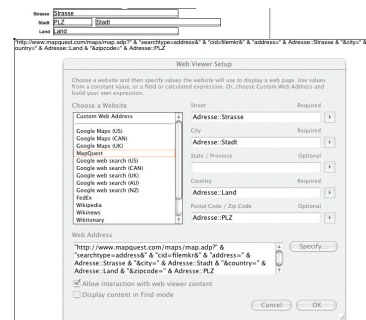 Strasse Strasse
Stadt PLZ Stadt
Land Land
"http://www.mapquest.com/maps/map.adp?" & "searchtype=address&" & "cid=filemkr&" & "address=" & Adresse::Strasse & "&city=" &
ountry=" & Adresse::Land & "&zipcode=" & Adresse::PLZ
Web Viewer Setup
Choose a website and then specify values the website will use to display a web page. Use values
from a constant value, or a field or calculated expression. Or, choose Custom Web Address and
build your own expression.
Choose a Website
Custom Web Address
Google Maps (US)
Google Maps (CAN)
Google Maps (UK)
MapQuest
Google web search (US)
Google web search (CAN)
Google web search (UK)
Google web search (AU)
Google web search (NZ)
FedEx
Wikipedia
Wikinews
Wiktionary
Street Required
Adresse::Strasse
City Required
Adresse::Stadt
State / Province Optional
Country Required
Adresse::Land
Postal Code / Zip Code Optional
Adresse::PLZ
Web Address
"http://www.mapquest.com/maps/map.adp?" &
"searchtype=address&" & "cid=filemkr&" & "address=" &
Adresse::Strasse & "&city=" & Adresse::Stadt & "&country=" &
Adresse::Land & "&zipcode=" & Adresse::PLZ
Specify...
Allow interaction with web viewer content
Display content in Find mode
Cancel OK